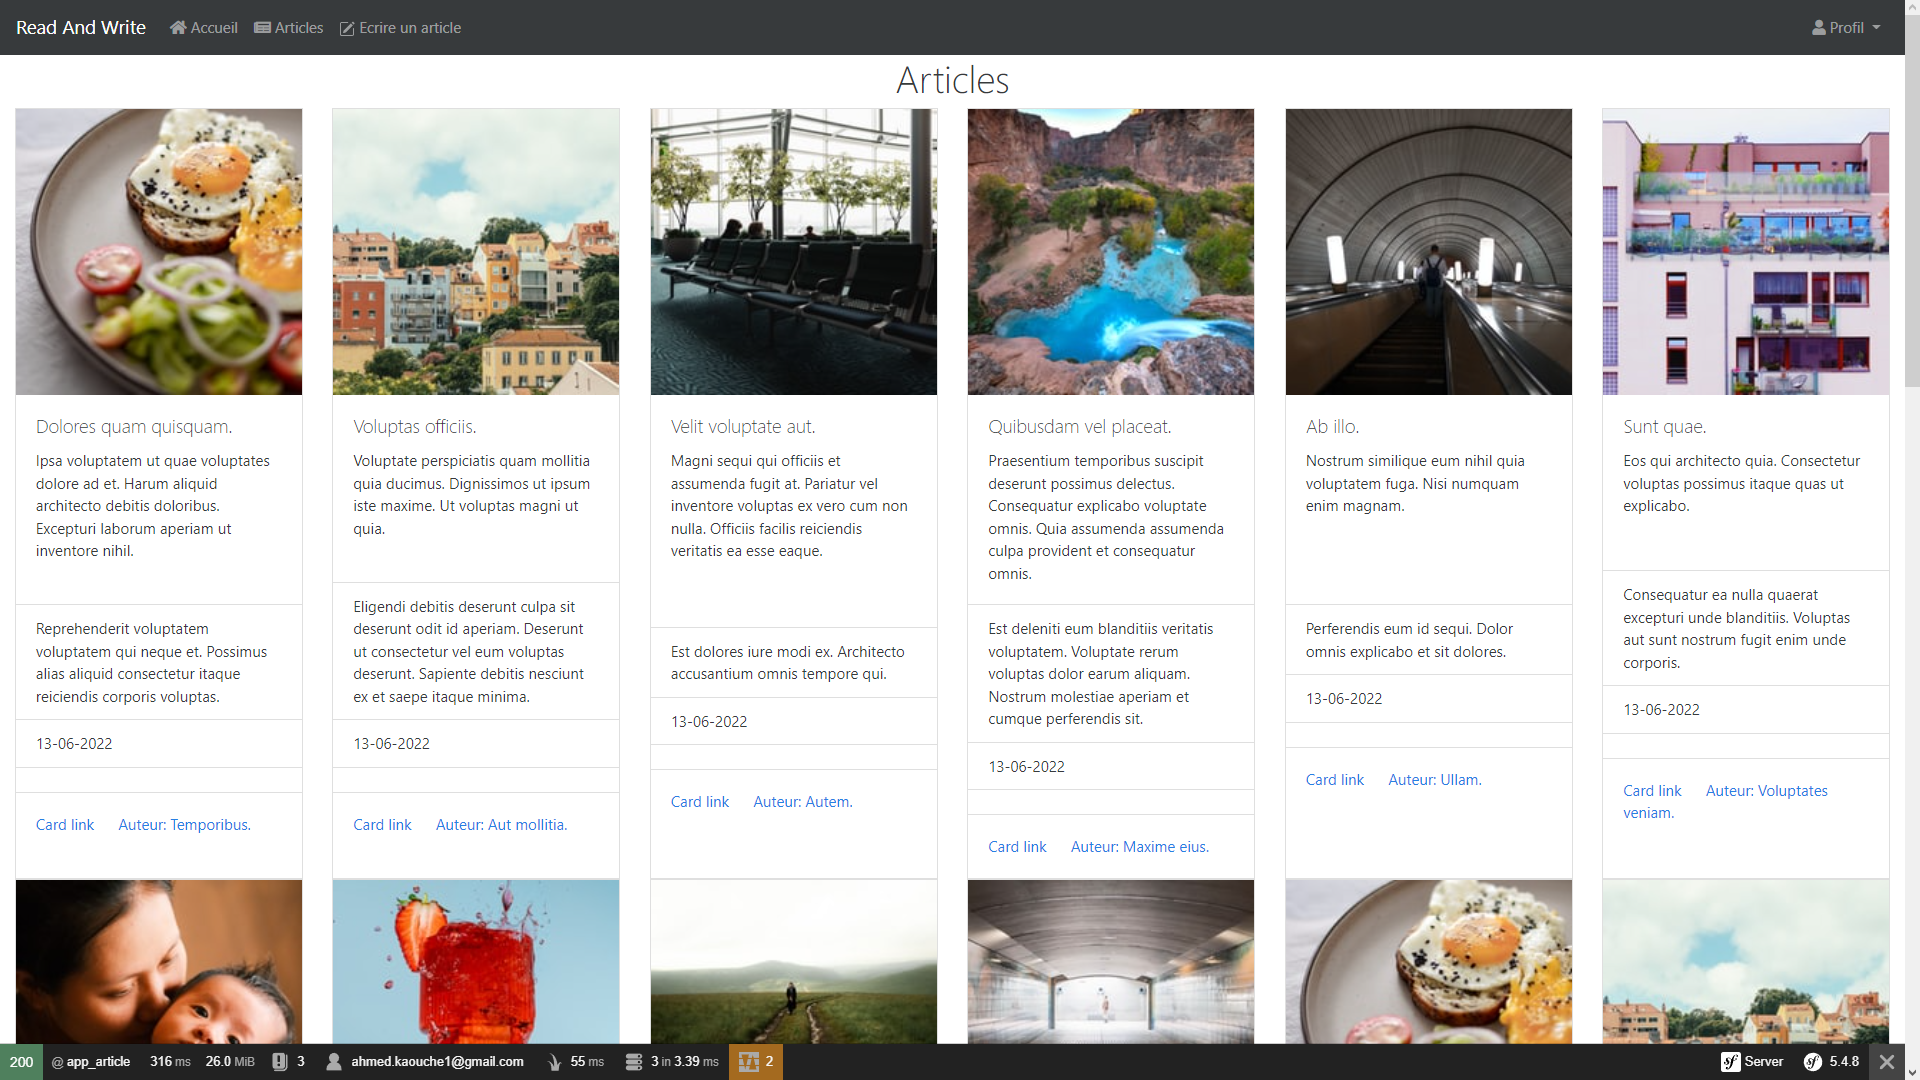 Read And Write Accueil Articles Ecrire un article Profil
Articles
Dolores quam quisquam.
Ipsa voluptatem ut quae voluptates
dolore ad et. Harum aliquid
architecto debitis doloribus.
Excepturi laborum aperiam ut
inventore nihil.
Reprehenderit voluptatem
voluptatem qui neque et. Possimus
alias aliquid consectetur itaque
reiciendis corporis voluptas.
13-06-2022
Card link Auteur: Temporibus.
Voluptas officiis.
Voluptate perspiciatis quam mollitia
quia ducimus. Dignissimos ut ipsum
iste maxime. Ut voluptas magni ut
quia.
Eligendi debitis deserunt culpa sit
deserunt odit id aperiam. Deserunt
ut consectetur vel eum voluptas
deserunt. Sapiente debitis nesciunt
ex et saepe itaque minima.
13-06-2022
Card link Auteur: Aut mollitia.
Velit voluptate aut.
Magni sequi qui officiis et
assumenda fugit at. Pariatur vel
inventore voluptas ex vero cum non
nulla. Officiis facilis reiciendis
veritatis ea esse eaque.
Est dolores iure modi ex. Architecto
accusantium omnis tempore qui.
13-06-2022
Card link Auteur: Autem.
Quibusdam vel placeat.
Praesentium temporibus suscipit
deserunt possimus delectus.
Consequatur explicabo voluptate
omnis. Quia assumenda assumenda
culpa provident et consequatur
omnis.
Est deleniti eum blanditiis veritatis
voluptatem. Voluptate rerum
voluptas dolor earum aliquam.
Nostrum molestiae aperiam et
cumque perferendis sit.
13-06-2022
Card link Auteur: Maxime eius.
Ab illo.
Nostrum similique eum nihil quia
voluptatem fuga. Nisi numquam
enim magnam.
Perferendis eum id sequi. Dolor
omnis explicabo et sit dolores.
13-06-2022
Card link Auteur: Ullam.
Sunt quae.
Eos qui architecto quia. Consectetur
voluptas possimus itaque quas ut
explicabo.
Consequatur ea nulla quaerat
excepturi unde blanditiis. Voluptas
aut sunt nostrum fugit enim unde
corporis.
13-06-2022
Card link Auteur: Voluptates
veniam.
200 @ app_article 316 ms 26.0 MiB 3 ahmed.kaouche1@gmail.com 55 ms 3 in 3.39 ms 2 sf Server sf 5.4.8